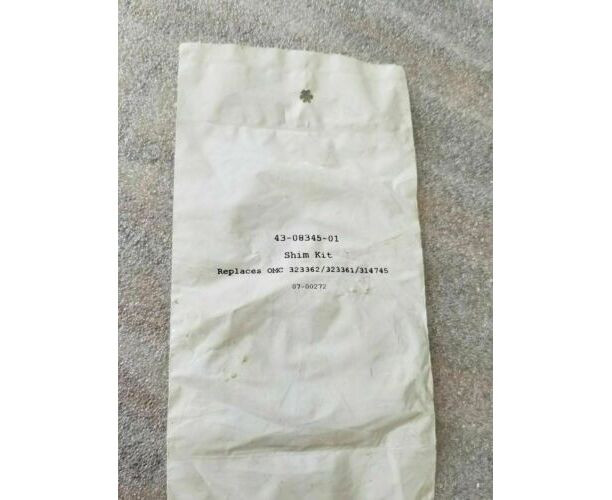 43-08345-01
Shim Kit
Replaces OMC 323362/323361/314745
07-00272